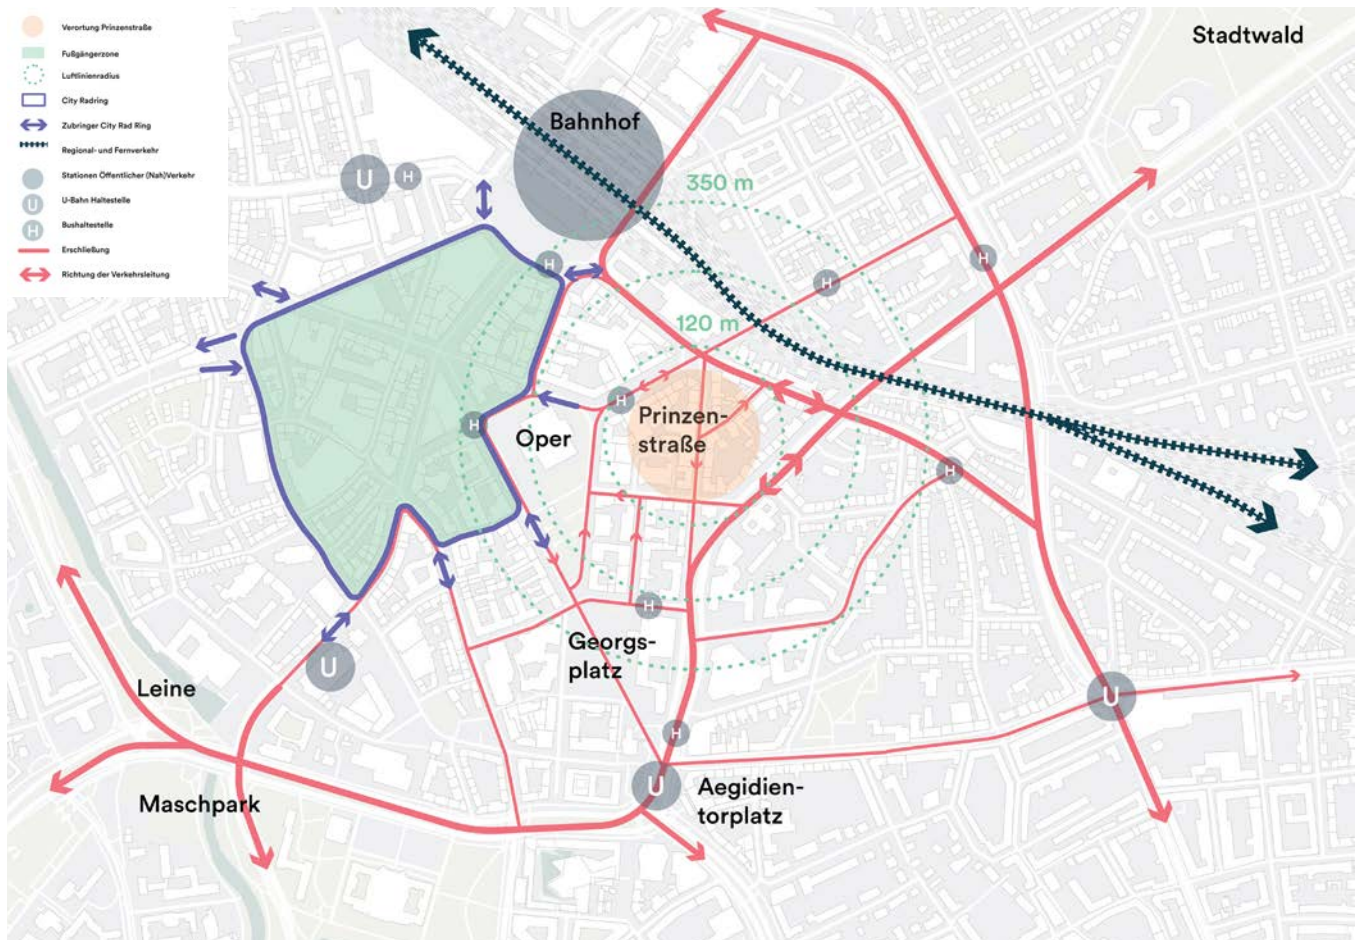 Verortung Prinzenstraße
Fußgängerzone
Luftlinienradius
City Radring
Zubringer City Rad Ring
Regional- und Fernverkehr
Stationen Öffentlicher (Nah)Verkehr
U
U-Bahn Haltestelle
H
Bushaltestelle
Erschließung
Richtung der Verkehrsleitung
Stadtwald
Bahnhof
U
H
350 m
H
H
H
120 m
H
Prinzen-
straße
H
Oper
H
H
Georgs-
platz
U
Leine
U
H
Maschpark
U
Aegidien-
torplatz